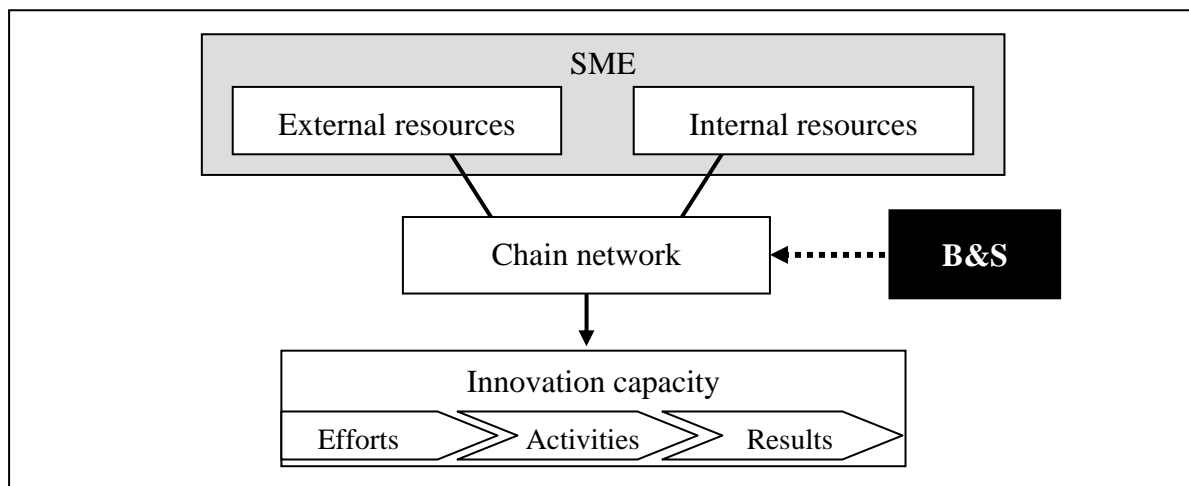 SME
External resources
Internal resources
Chain network
B&S
Innovation capacity
Efforts
Activities
Results